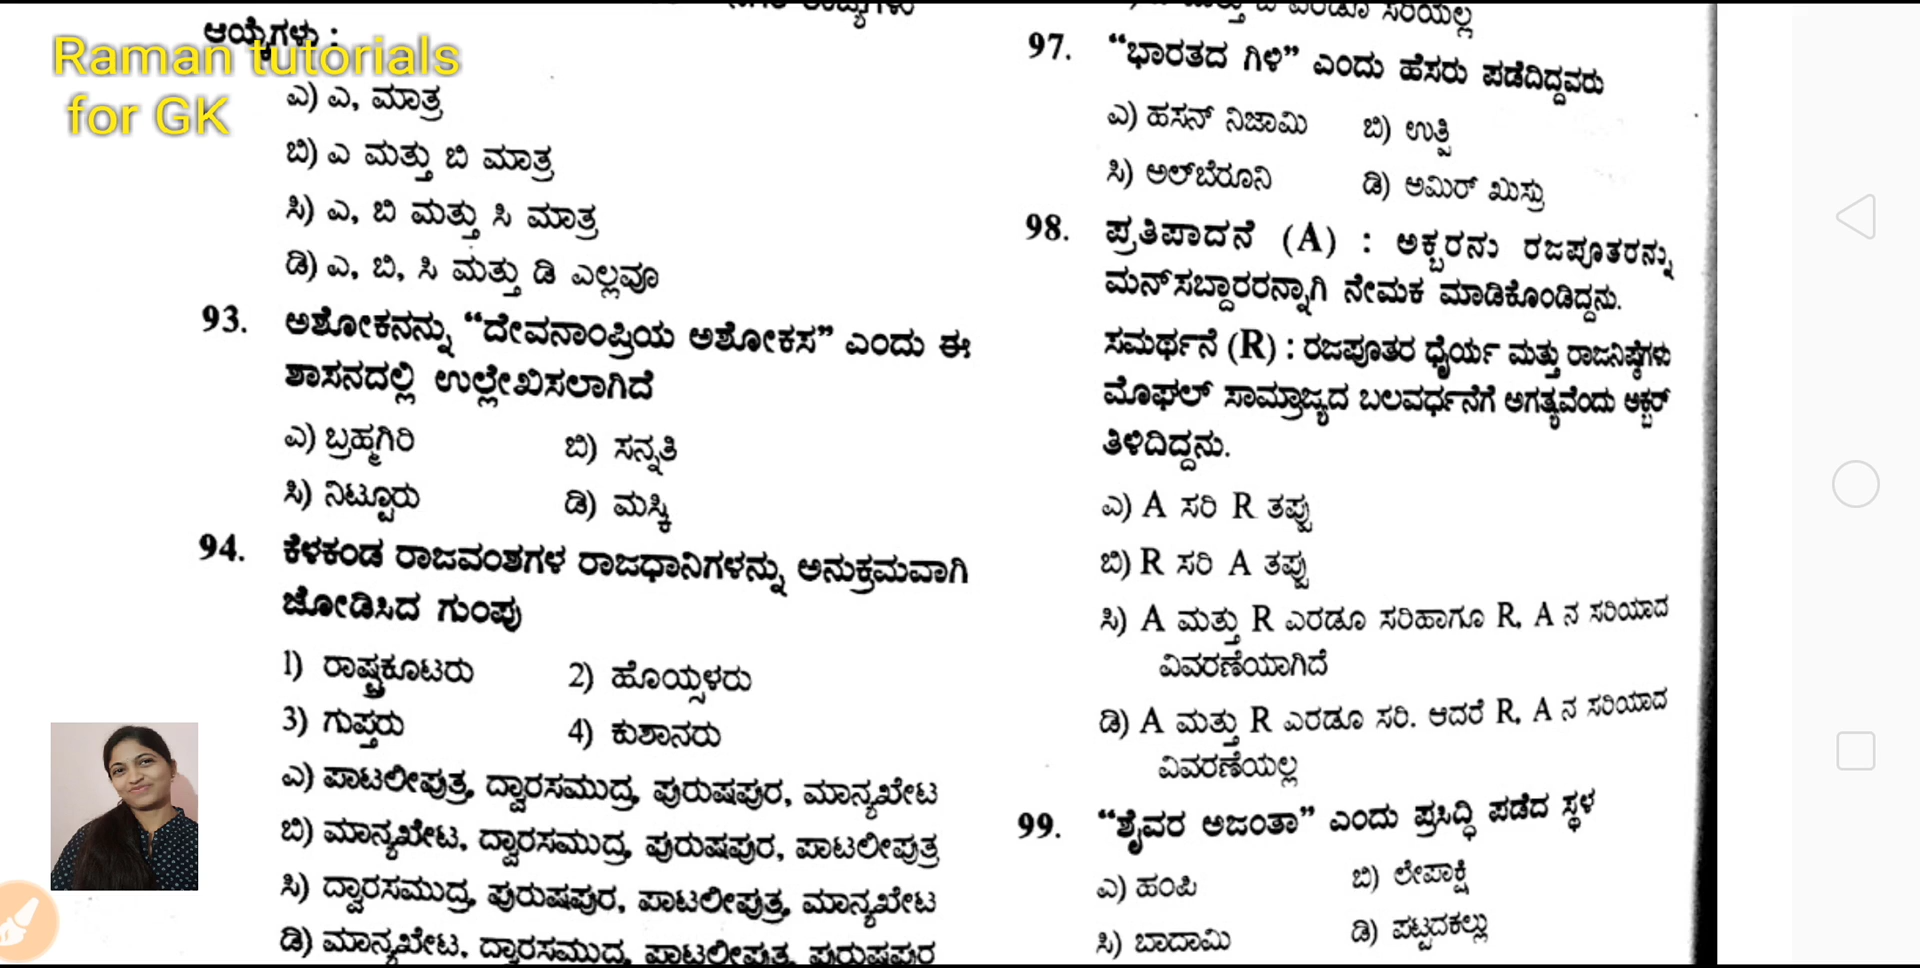 Raman tutorials
for GK
ಆಯ್ಕೆಗಳು :
ಎ) ಎ, ಮಾತ್ರ
ಬಿ) ಎ ಮತ್ತು ಬಿ ಮಾತ್ರ
ಸಿ) ಎ, ಬಿ ಮತ್ತು ಸಿ ಮಾತ್ರ
ಡಿ) ಎ, ಬಿ, ಸಿ ಮತ್ತು ಡಿ ಎಲ್ಲವೂ
93. ಅಶೋಕನನ್ನು “ದೇವನಾಂಪ್ರಿಯ ಅಶೋಕಸ” ಎಂದು ಈ
ಶಾಸನದಲ್ಲಿ ಉಲ್ಲೇಖಿಸಲಾಗಿದೆ
ಎ) ಬ್ರಹ್ಮಗಿರಿ ಬಿ) ಸನ್ನತಿ
ಸಿ) ನಿಟ್ಟೂರು ಡಿ) ಮಸ್ಕಿ
94. ಕೆಳಕಂಡ ರಾಜವಂಶಗಳ ರಾಜಧಾನಿಗಳನ್ನು ಅನುಕ್ರಮವಾಗಿ
ಜೋಡಿಸಿದ ಗುಂಪು
1) ರಾಷ್ಟ್ರಕೂಟರು 2) ಹೊಯ್ಸಳರು
3) ಗುಪ್ತರು 4) ಕುಶಾನರು
ಎ) ಪಾಟಲೀಪುತ್ರ, ದ್ವಾರಸಮುದ್ರ, ಪುರುಷಪುರ, ಮಾನ್ಯಖೇಟ
ಬಿ) ಮಾನ್ಯಖೇಟ, ದ್ವಾರಸಮುದ್ರ, ಪುರುಷಪುರ, ಪಾಟಲೀಪುತ್ರ
ಸಿ) ದ್ವಾರಸಮುದ್ರ, ಪುರುಷಪುರ, ಪಾಟಲೀಪುತ್ರ, ಮಾನ್ಯಖೇಟ
ಡಿ) ಮಾನ್ಯಖೇಟ, ದ್ವಾರಸಮುದ್ರ, ಪಾಟಲೀಪುತ್ರ, ಪುರುಷಪುರ
97. “ಭಾರತದ ಗಿಳಿ” ಎಂದು ಹೆಸರು ಪಡೆದಿದ್ದವರು
ಎ) ಹಸನ್ ನಿಜಾಮಿ ಬಿ) ಉತ್ಬಿ
ಸಿ) ಅಲ್‌ಬೆರೂನಿ ಡಿ) ಅಮಿರ್ ಖುಸ್ರು
98. ಪ್ರತಿಪಾದನೆ (A) : ಅಕ್ಬರನು ರಜಪೂತರನ್ನು
ಮನ್‌ಸಬ್ದಾರರನ್ನಾಗಿ ನೇಮಕ ಮಾಡಿಕೊಂಡಿದ್ದನು.
ಸಮರ್ಥನೆ (R) : ರಜಪೂತರ ಧೈರ್ಯ ಮತ್ತು ರಾಜನಿಷ್ಠೆಗಳು
ಮೊಘಲ್ ಸಾಮ್ರಾಜ್ಯದ ಬಲವರ್ಧನೆಗೆ ಅಗತ್ಯವೆಂದು ಅಕ್ಬರ್
ತಿಳಿದಿದ್ದನು.
ಎ) A ಸರಿ R ತಪ್ಪು
ಬಿ) R ಸರಿ A ತಪ್ಪು
ಸಿ) A ಮತ್ತು R ಎರಡೂ ಸರಿಹಾಗೂ R, A ನ ಸರಿಯಾದ
ವಿವರಣೆಯಾಗಿದೆ
ಡಿ) A ಮತ್ತು R ಎರಡೂ ಸರಿ. ಆದರೆ R, A ನ ಸರಿಯಾದ
ವಿವರಣೆಯಲ್ಲ
99. “ಶೈವರ ಅಜಂತಾ” ಎಂದು ಪ್ರಸಿದ್ಧಿ ಪಡೆದ ಸ್ಥಳ
ಎ) ಹಂಪಿ ಬಿ) ಲೇಪಾಕ್ಷಿ
ಸಿ) ಬಾದಾಮಿ ಡಿ) ಪಟ್ಟದಕಲ್ಲು